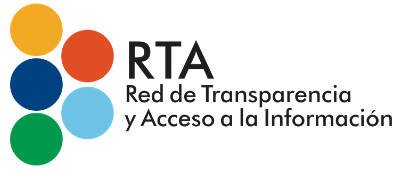 RTA
Red de Transparencia
y Acceso a la Información